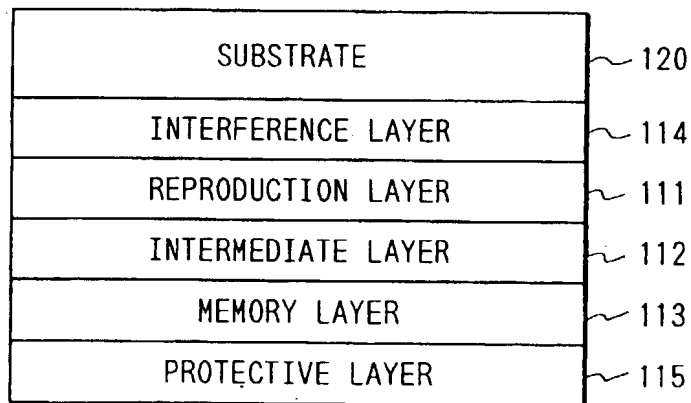 SUBSTRATE 120
INTERFERENCE LAYER 114
REPRODUCTION LAYER 111
INTERMEDIATE LAYER 112
MEMORY LAYER 113
PROTECTIVE LAYER 115